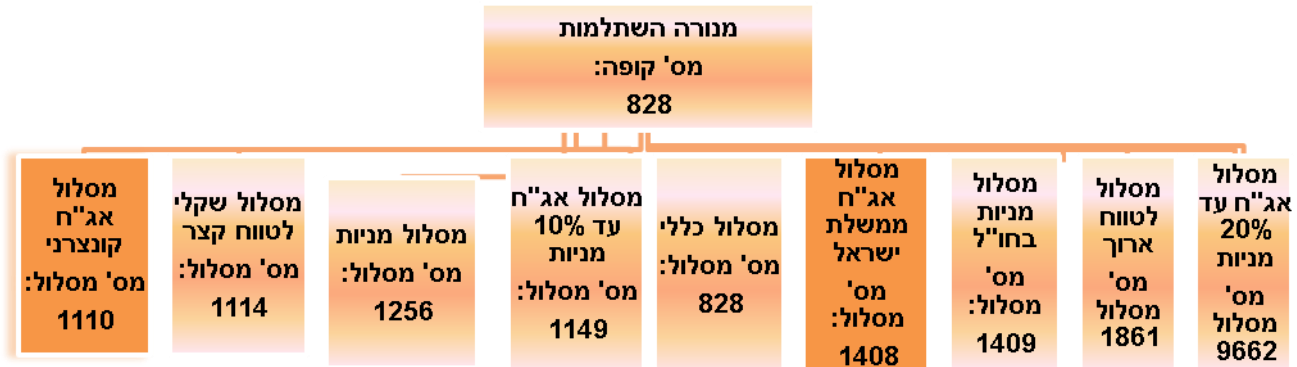 מנורה השתלמות
מס' קופה:
828
מסלול
אג"ח עד
20%
מניות
מס'
מסלול
9662
מסלול
לטווח
ארוך
מס'
מסלול
1861
מסלול
מניות
בחו"ל
מס'
מסלול:
1409
מסלול
אג"ח
ממשלת
ישראל
מס'
מסלול:
1408
מסלול כללי
מס' מסלול:
828
מסלול אג"ח
עד 10%
מניות
מס' מסלול:
1149
מסלול מניות
מס' מסלול:
1256
מסלול שקלי
לטווח קצר
מס' מסלול:
1114
מסלול
אג"ח
קונצרני
מס' מסלול:
1110